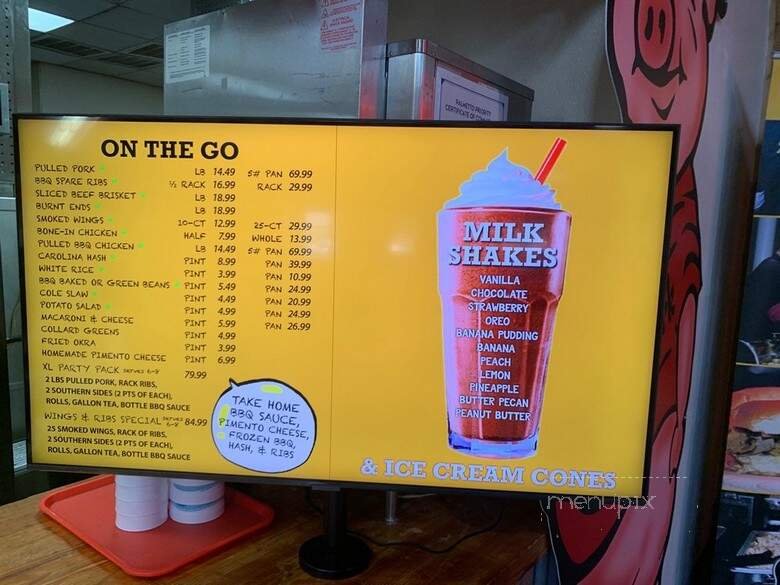 ON THE GO
PULLED PORK LB 14.49 5# PAN 69.99
BBQ SPARE RIBS ½ RACK 16.99 RACK 29.99
SLICED BEEF BRISKET LB 18.99
BURNT ENDS LB 18.99
SMOKED WINGS 10-CT 12.99 25-CT 29.99
BONE-IN CHICKEN HALF 7.99 WHOLE 13.99
PULLED BBQ CHICKEN LB 14.49 5# PAN 69.99
CAROLINA HASH PINT 8.99 PAN 39.99
WHITE RICE PINT 3.99 PAN 10.99
BBQ BAKED OR GREEN BEANS PINT 5.49 PAN 24.99
COLE SLAW PINT 4.49 PAN 20.99
POTATO SALAD PINT 4.99 PAN 24.99
MACARONI & CHEESE PINT 5.99 PAN 26.99
COLLARD GREENS PINT 4.99
FRIED OKRA PINT 3.99
HOMEMADE PIMENTO CHEESE PINT 6.99
XL PARTY PACK SERVES 6-8 79.99
2 LBS PULLED PORK, RACK RIBS,
2 SOUTHERN SIDES (2 PTS OF EACH),
ROLLS, GALLON TEA, BOTTLE BBQ SAUCE
WINGS & RIBS SPECIAL SERVES 6-8 84.99
25 SMOKED WINGS, RACK OF RIBS,
2 SOUTHERN SIDES (2 PTS OF EACH),
ROLLS, GALLON TEA, BOTTLE BBQ SAUCE
TAKE HOME
BBQ SAUCE,
PIMENTO CHEESE,
FROZEN BBQ,
HASH, & RIBS
MILK
SHAKES
VANILLA
CHOCOLATE
STRAWBERRY
OREO
BANANA PUDDING
BANANA
PEACH
LEMON
PINEAPPLE
BUTTER PECAN
PEANUT BUTTER
& ICE CREAM CONES
PALMETTO PRIORITY
menupix